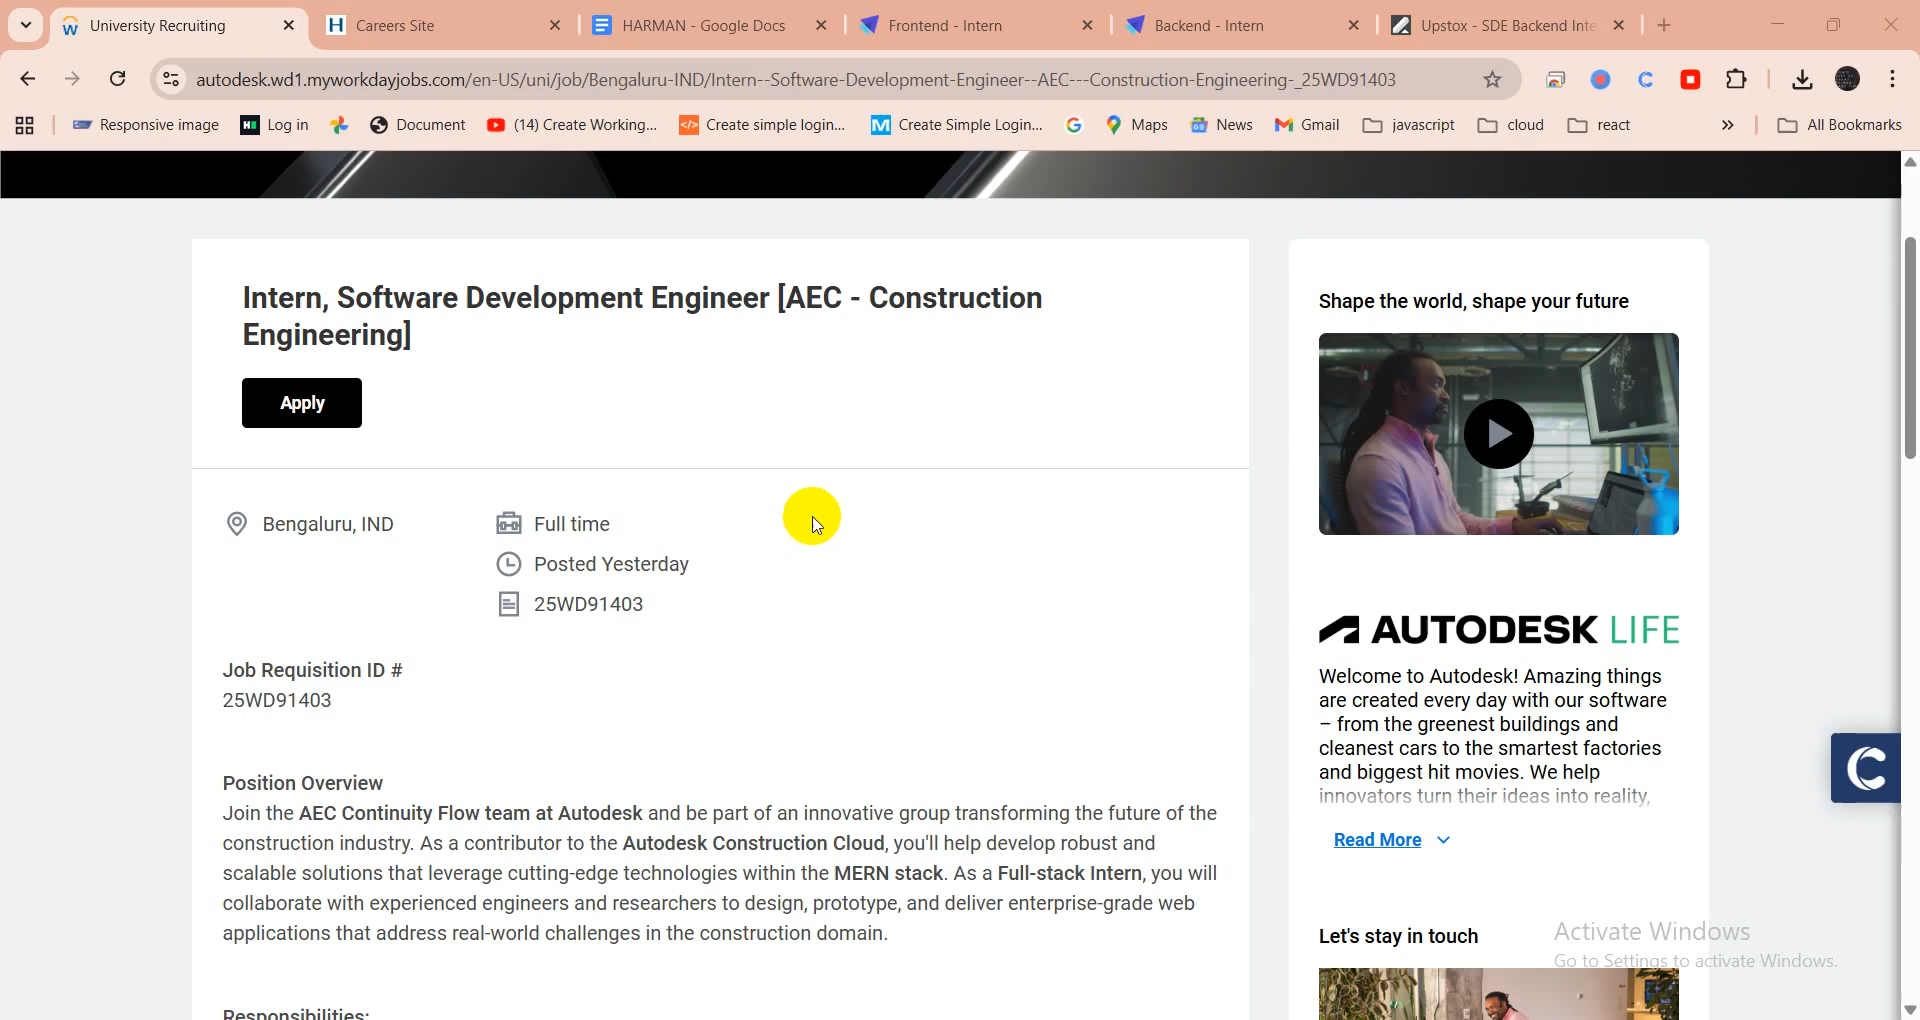 University Recruiting
Careers Site
HARMAN - Google Docs
Frontend - Intern
Backend - Intern
Upstox - SDE Backend Inte
autodesk.wd1.myworkdayjobs.com/en-US/uni/job/Bengaluru-IND/Intern--Software-Development-Engineer--AEC---Construction-Engineering-_25WD91403
Responsive image
Log in
Document
(14) Create Working...
Create simple login...
Create Simple Login...
Maps
News
Gmail
javascript
cloud
react
All Bookmarks
Intern, Software Development Engineer [AEC - Construction
Engineering]
Apply
Bengaluru, IND
Full time
Posted Yesterday
25WD91403
Job Requisition ID #
25WD91403
Position Overview
Join the AEC Continuity Flow team at Autodesk and be part of an innovative group transforming the future of the
construction industry. As a contributor to the Autodesk Construction Cloud, you'll help develop robust and
scalable solutions that leverage cutting-edge technologies within the MERN stack. As a Full-stack Intern, you will
collaborate with experienced engineers and researchers to design, prototype, and deliver enterprise-grade web
applications that address real-world challenges in the construction domain.
Responsibilities:
Shape the world, shape your future
AUTODESK LIFE
Welcome to Autodesk! Amazing things
are created every day with our software
– from the greenest buildings and
cleanest cars to the smartest factories
and biggest hit movies. We help
innovators turn their ideas into reality,
Read More
Let's stay in touch
Activate Windows
Go to Settings to activate Windows.